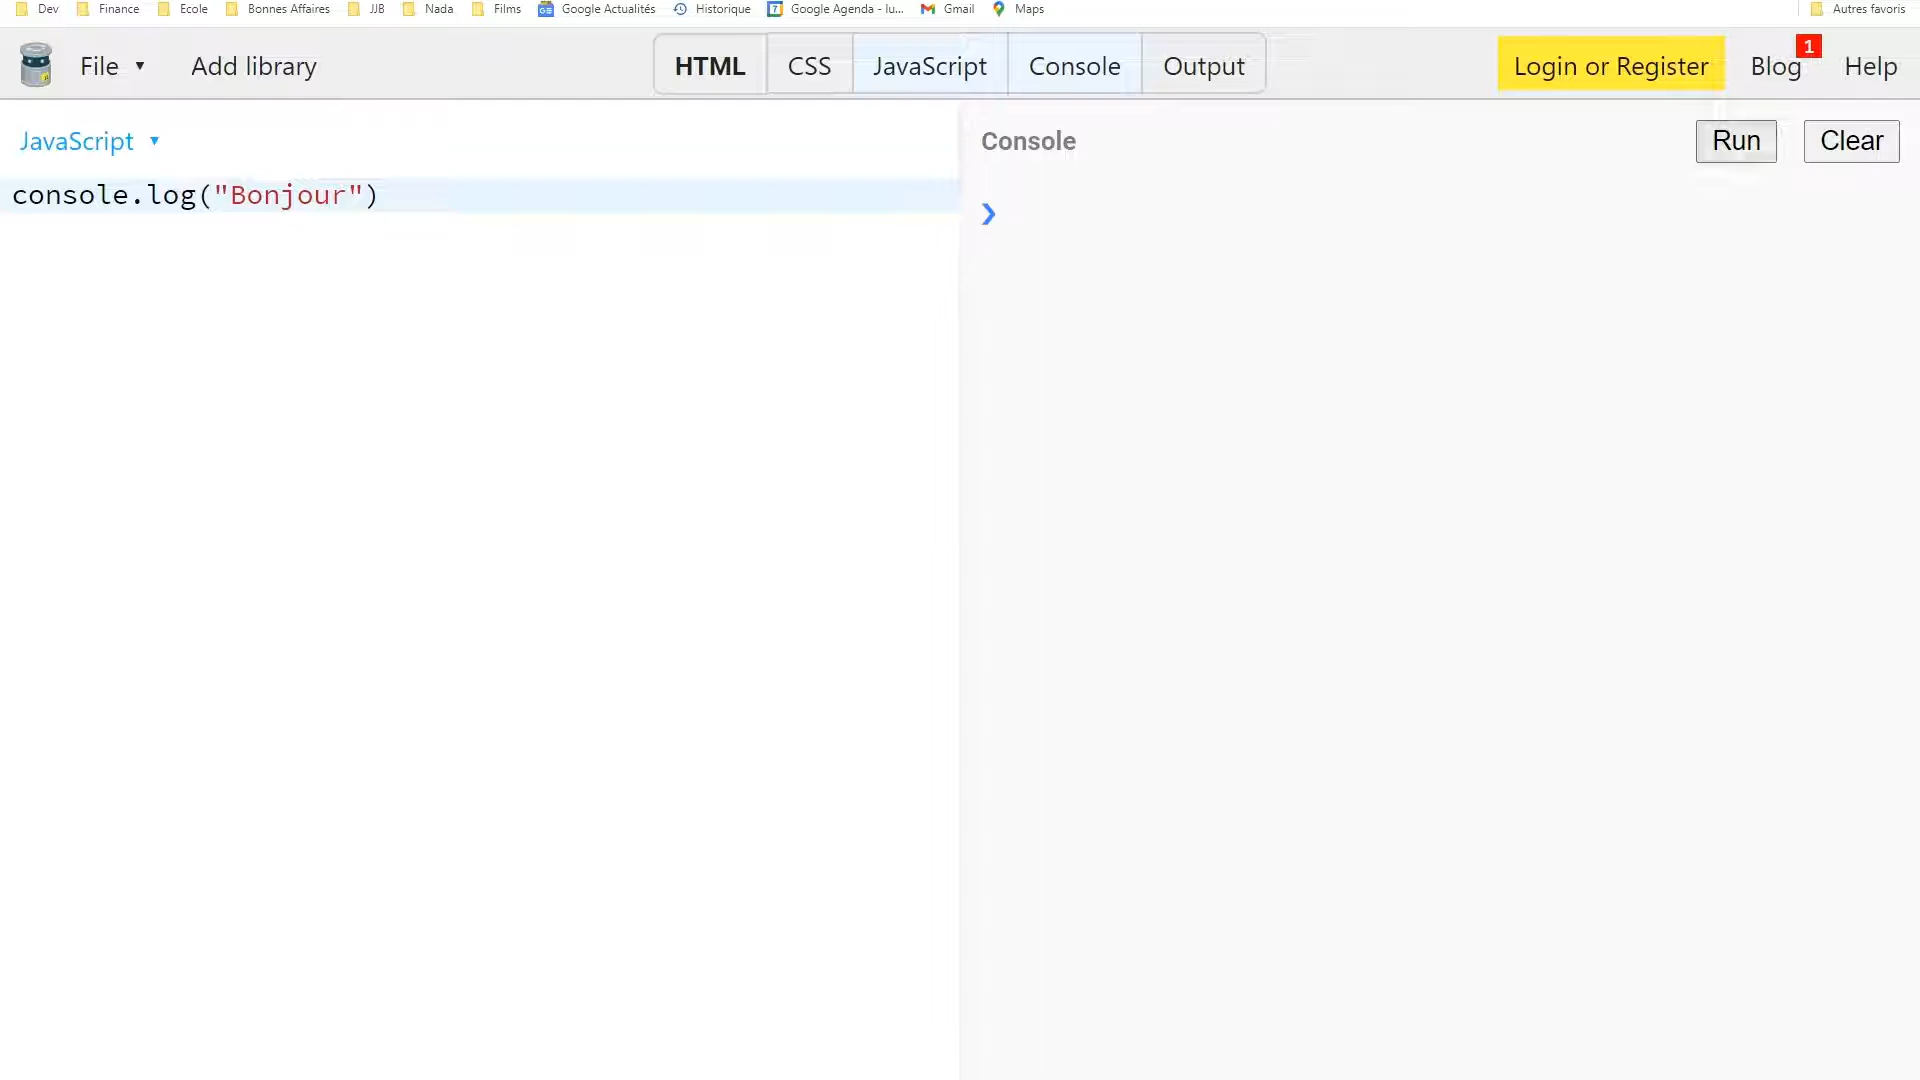 Dev Finance Ecole Bonnes Affaires JJB Nada Films Google Actualités Historique Google Agenda - lu... Gmail Maps Autres favoris
File ▼ Add library HTML CSS JavaScript Console Output Login or Register Blog 1 Help
JavaScript ▼ Console Run Clear
console.log("Bonjour")
❯